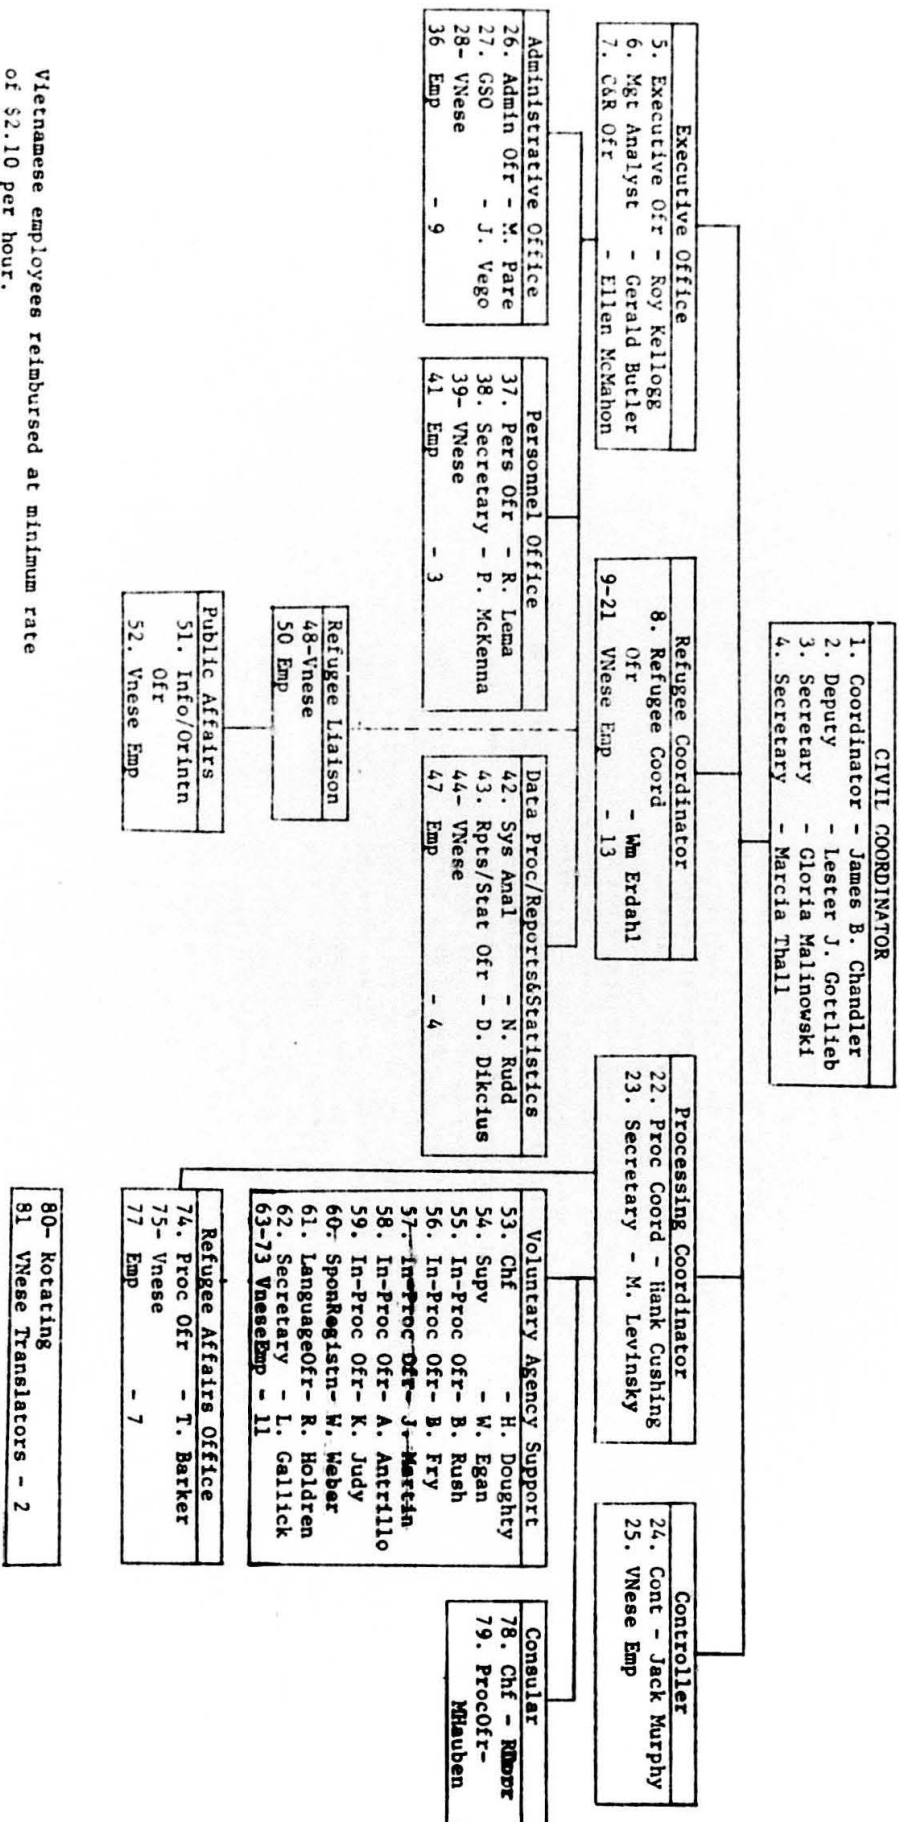 CIVIL COORDINATOR
1. Coordinator - James B. Chandler
2. Deputy - Lester J. Gottlieb
3. Secretary - Gloria Malinowski
4. Secretary - Marcia Thall
Executive Office
5. Executive Ofr - Roy Kellogg
6. Mgt Analyst - Gerald Butler
7. C&R Ofr - Ellen McMahon
Refugee Coordinator
8. Refugee Coord
Ofr - Wm Erdahl
9-21 VNese Emp - 13
Processing Coordinator
22. Proc Coord - Hank Cushing
23. Secretary - M. Levinsky
Controller
24. Cont - Jack Murphy
25. VNese Emp
Administrative Office
26. Admin Ofr - M. Pare
27. GSO - J. Vego
28- VNese
36 Emp - 9
Personnel Office
37. Pers Ofr - R. Lema
38. Secretary - P. McKenna
39- VNese
41 Emp - 3
Data Proc/Reports&Statistics
42. Sys Anal - N. Rudd
43. Rpts/Stat Ofr - D. Dikcius
44- VNese
47 Emp - 4
Voluntary Agency Support
53. Chf - H. Doughty
54. Supv - W. Egan
55. In-Proc Ofr- B. Rush
56. In-Proc Ofr- B. Fry
57. In-Proc Ofr- J. Martin
58. In-Proc Ofr- A. Antrillo
59. In-Proc Ofr- K. Judy
60. SponRegistn- W. Weber
61. LanguageOfr- R. Holdren
62. Secretary - L. Gallick
63-73 VneseEmp - 11
Consular
78. Chf -
79. ProcOfr-
MHauben
Refugee Liaison
48-Vnese
50 Emp
Public Affairs
51. Info/Orintn
Ofr
52. Vnese Emp
Refugee Affairs Office
74. Proc Ofr - T. Barker
75- Vnese
77 Emp - 7
80- Rotating
81 VNese Translators - 2
Vietnamese employees reimbursed at minimum rate
of $2.10 per hour.